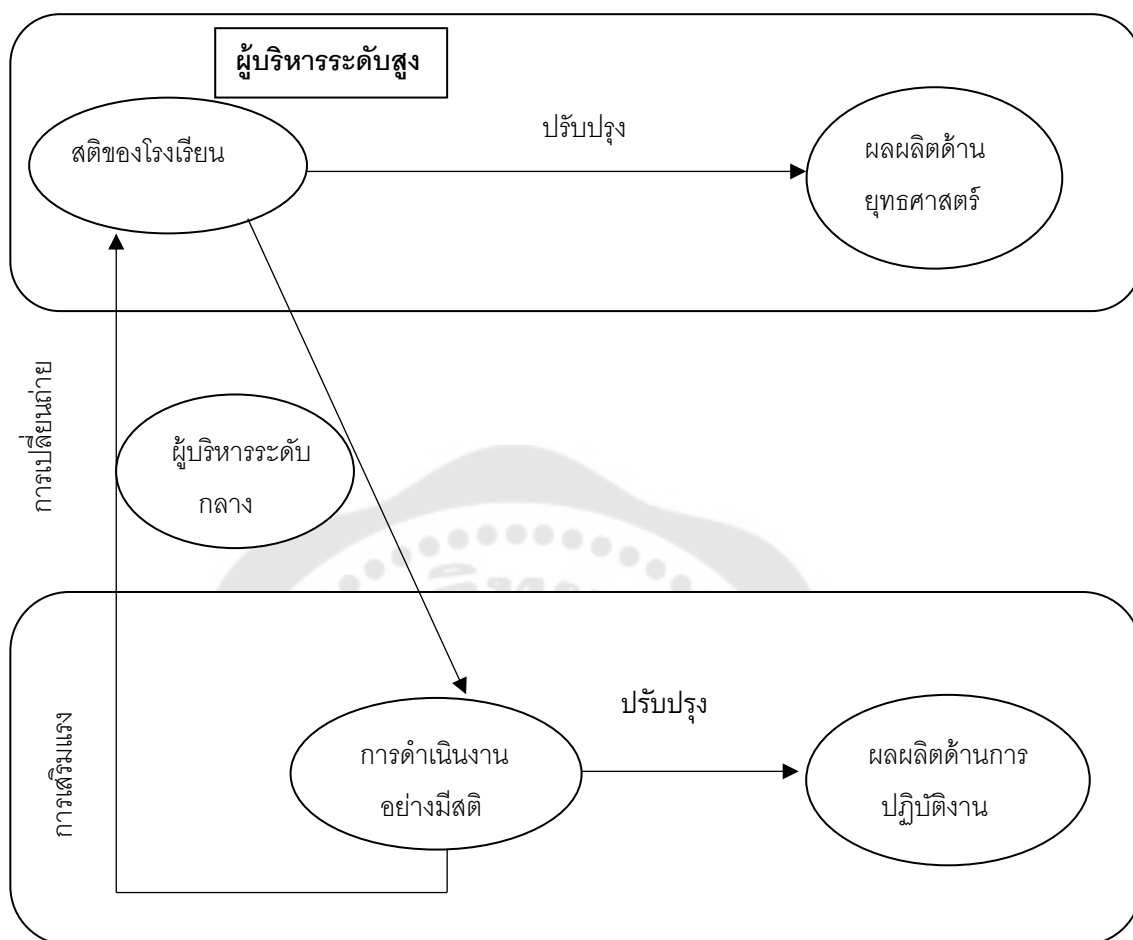 ผู้บริหารระดับสูง
สติของโรงเรียน
ปรับปรุง
ผลผลิตด้าน
ยุทธศาสตร์
การเปลี่ยนถ่าย
ผู้บริหารระดับ
กลาง
การเสริมแรง
การดำเนินงาน
อย่างมีสติ
ปรับปรุง
ผลผลิตด้านการ
ปฏิบัติงาน